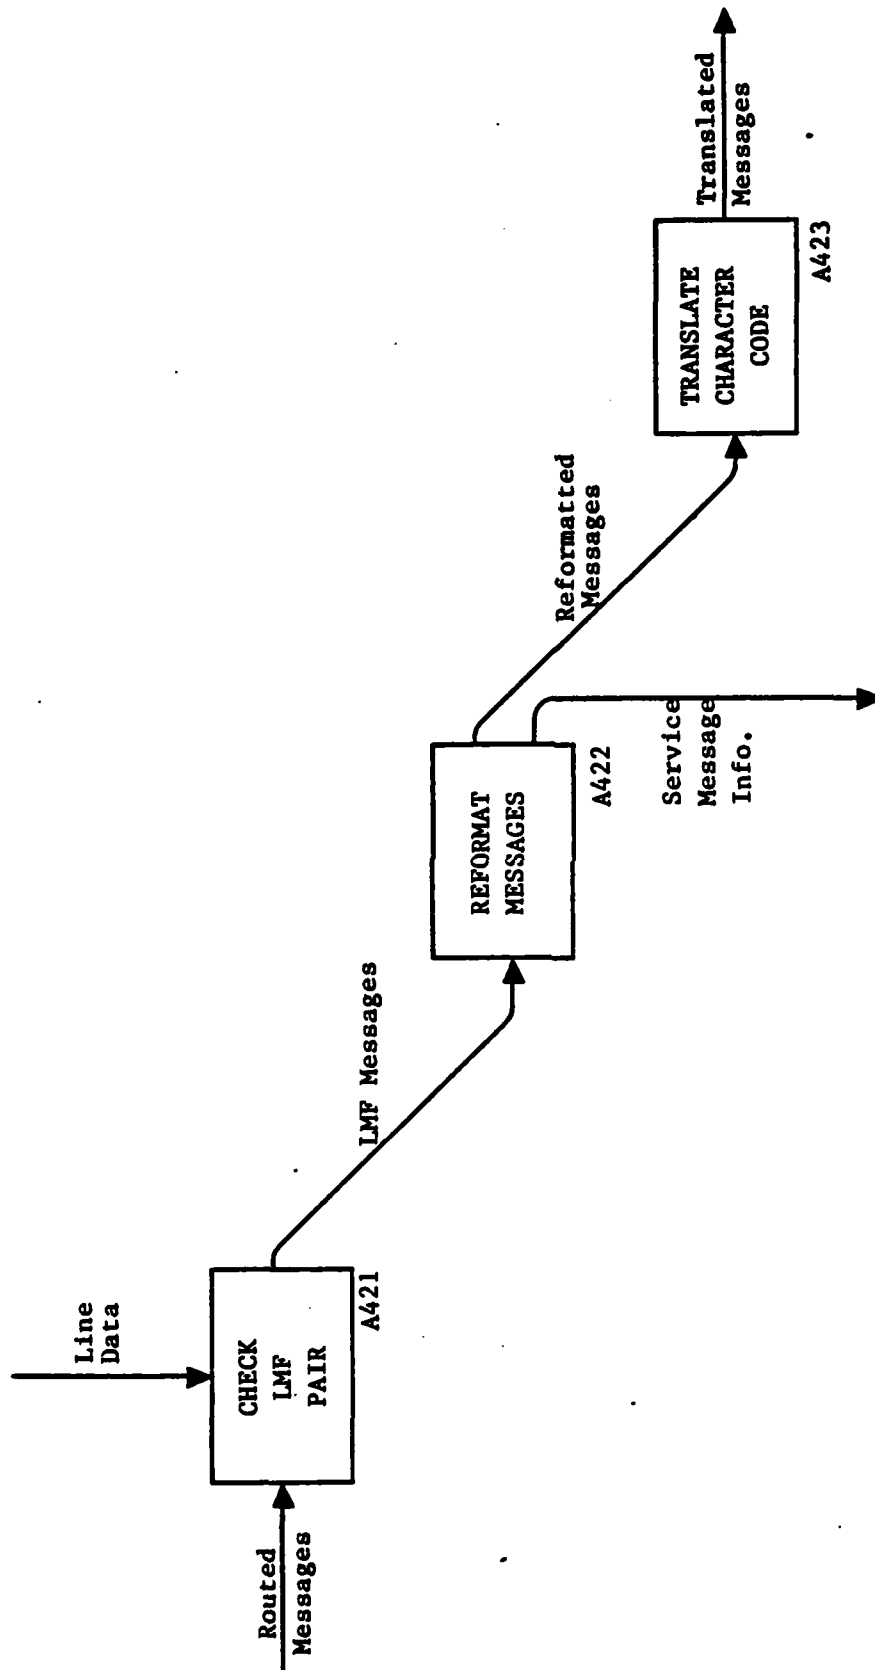 Routed
Messages
Line
Data
CHECK
LMF
PAIR
A421
LMF Messages
REFORMAT
MESSAGES
A422
Service
Message
Info.
Reformatted
Messages
TRANSLATE
CHARACTER
CODE
A423
Translated
Messages